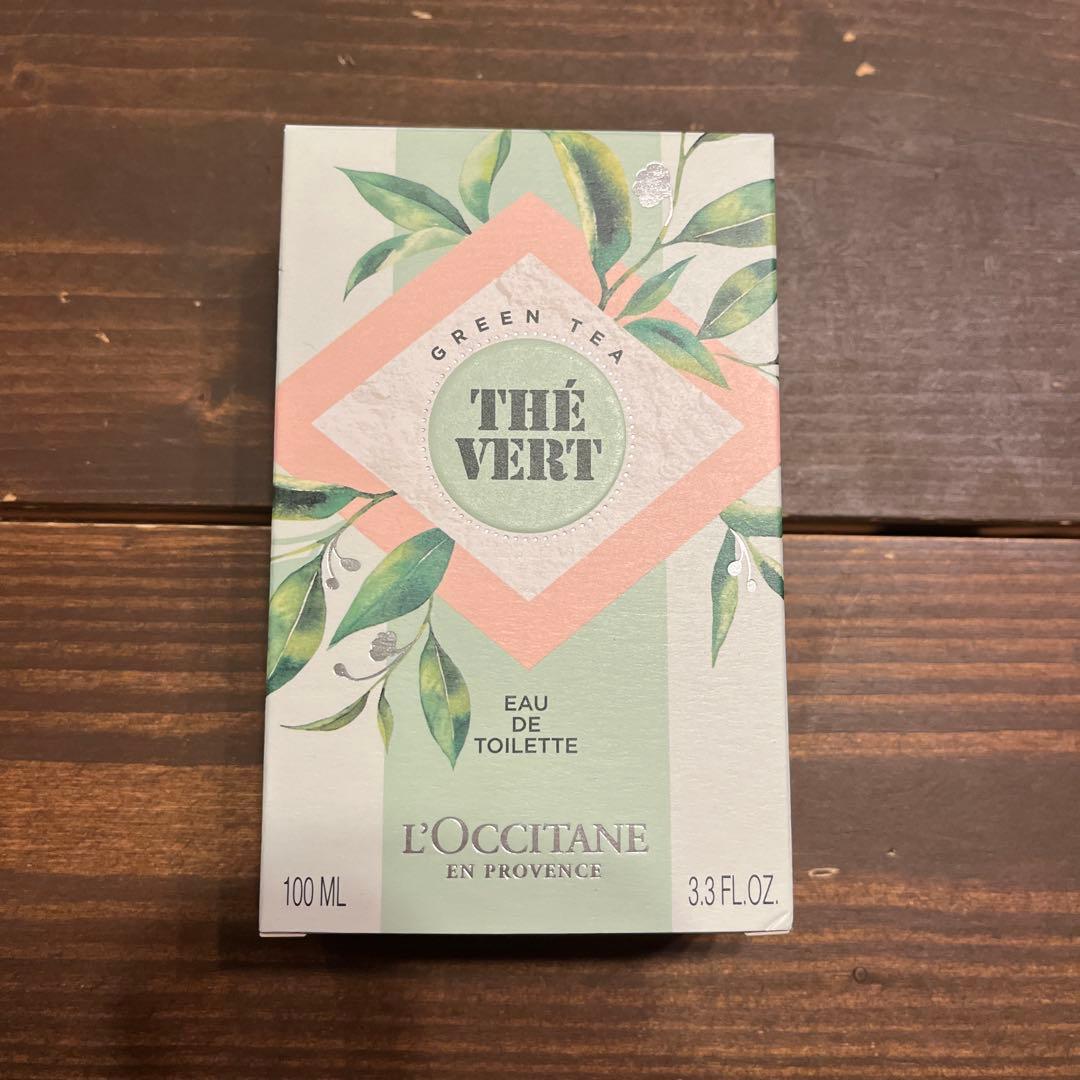 GREEN TEA
THÉ
VERT
EAU
DE
TOILETTE
L'OCCITANE
EN PROVENCE
100 ML
3.3 FL.OZ.